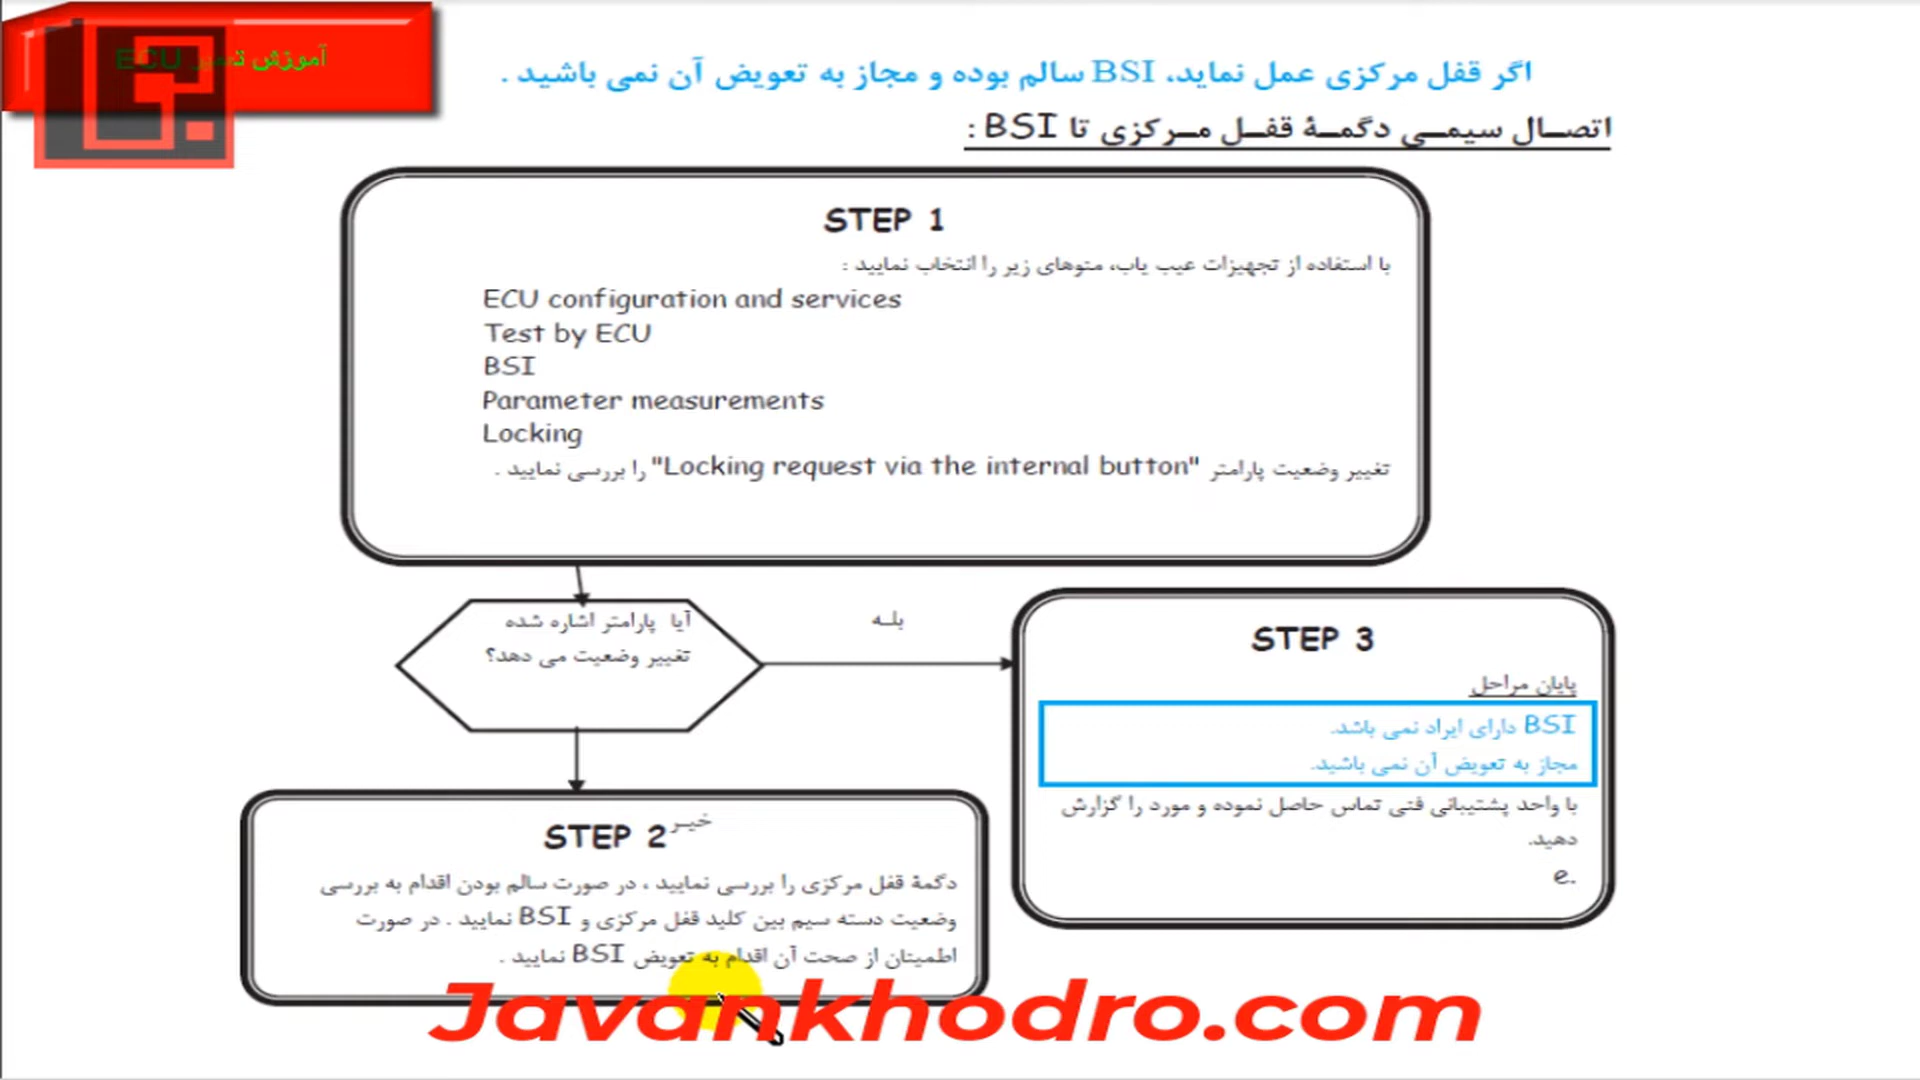 آموزش تعمیر ECU
اگر قفل مرکزی عمل نماید، BSI سالم بوده و مجاز به تعویض آن نمی باشید .
اتصال سیمی دگمۀ قفل مرکزی تا BSI :
STEP 1
با استفاده از تجهیزات عیب یاب، منوهای زیر را انتخاب نمایید :
ECU configuration and services
Test by ECU
BSI
Parameter measurements
Locking
تغییر وضعیت پارامتر "Locking request via the internal button" را بررسی نمایید .
آیا پارامتر اشاره شده
تغییر وضعیت می دهد؟
بله
STEP 3
پایان مراحل
BSI دارای ایراد نمی باشد.
مجاز به تعویض آن نمی باشید.
با واحد پشتیبانی فنی تماس حاصل نموده و مورد را گزارش
دهید.
e.
خیر
STEP 2
دگمۀ قفل مرکزی را بررسی نمایید ، در صورت سالم بودن اقدام به بررسی
وضعیت دسته سیم بین کلید قفل مرکزی و BSI نمایید . در صورت
اطمینان از صحت آن اقدام به تعویض BSI نمایید .
Javankhodro.com